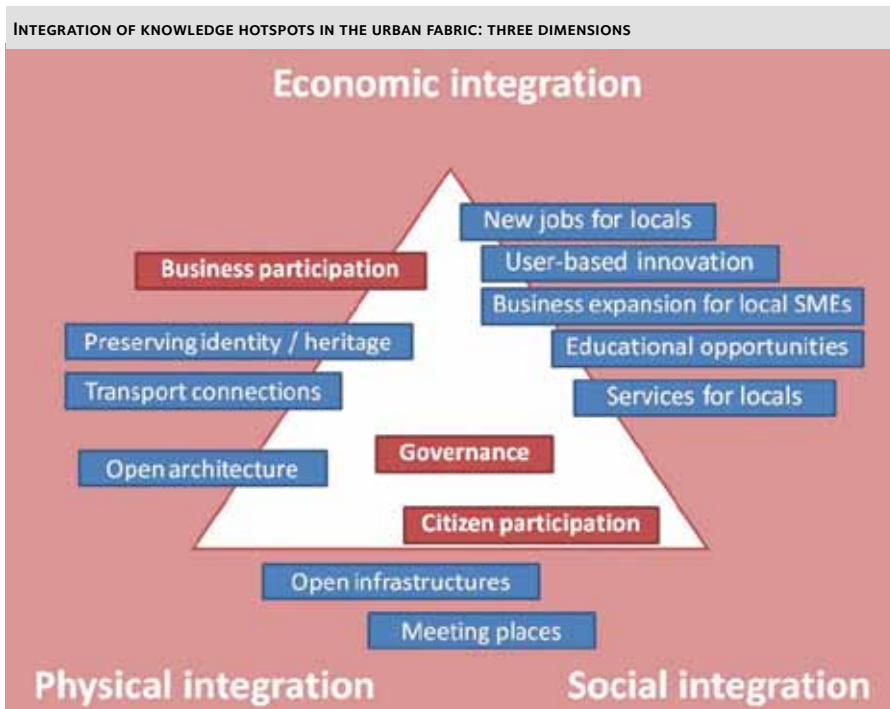 INTEGRATION OF KNOWLEDGE HOTSPOTS IN THE URBAN FABRIC: THREE DIMENSIONS
Economic integration
New jobs for locals
Business participation
User-based innovation
Business expansion for local SMEs
Preserving identity / heritage
Educational opportunities
Transport connections
Services for locals
Governance
Open architecture
Citizen participation
Open infrastructures
Meeting places
Physical integration
Social integration